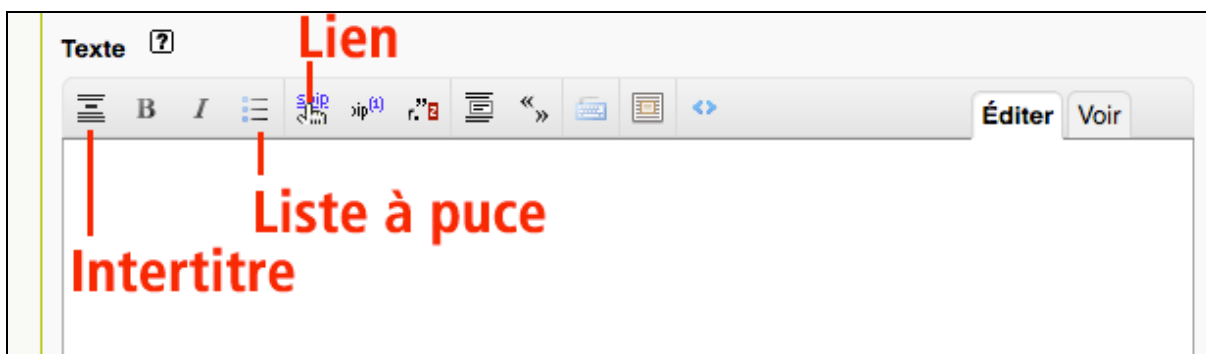 Texte ?
Lien
B I
Éditer Voir
Liste à puce
Intertitre